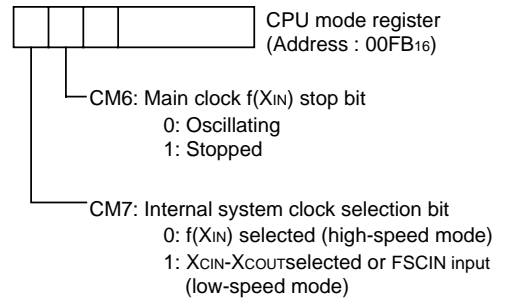 CPU mode register
(Address : 00FB16)
CM6: Main clock f(XIN) stop bit
0: Oscillating
1: Stopped
CM7: Internal system clock selection bit
0: f(XIN) selected (high-speed mode)
1: XCIN-XCOUTselected or FSCIN input
(low-speed mode)